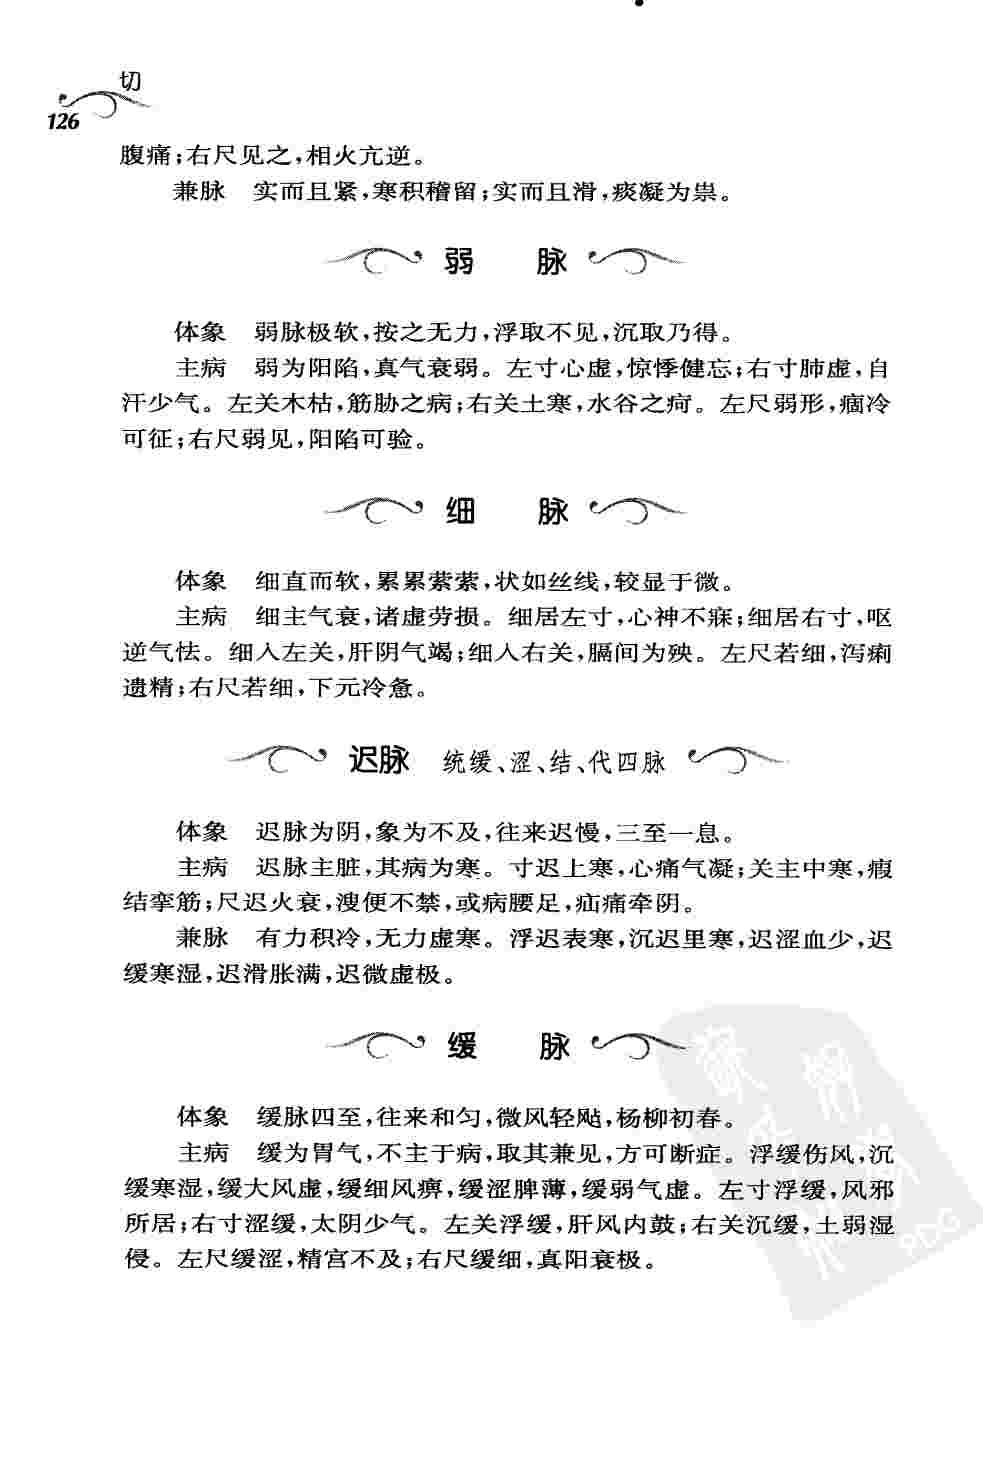 切
126
腹痛;右尺见之,相火亢逆。
兼脉 实而且紧,寒积稽留;实而且滑,痰凝为祟。
弱 脉
体象 弱脉极软,按之无力,浮取不见,沉取乃得。
主病 弱为阳陷,真气衰弱。左寸心虚,惊悸健忘;右寸肺虚,自
汗少气。左关木枯,筋胁之病;右关土寒,水谷之疴。左尺弱形,痼冷
可征;右尺弱见,阳陷可验。
细 脉
体象 细直而软,累累萦萦,状如丝线,较显于微。
主病 细主气衰,诸虚劳损。细居左寸,心神不寐;细居右寸,呕
逆气怯。细入左关,肝阴气竭;细入右关,膈间为殃。左尺若细,泻痢
遗精;右尺若细,下元冷惫。
迟脉 统缓、涩、结、代四脉
体象 迟脉为阴,象为不及,往来迟慢,三至一息。
主病 迟脉主脏,其病为寒。寸迟上寒,心痛气凝;关主中寒,瘕
结挛筋;尺迟火衰,溲便不禁,或病腰足,疝痛牵阴。
兼脉 有力积冷,无力虚寒。浮迟表寒,沉迟里寒,迟涩血少,迟
缓寒湿,迟滑胀满,迟微虚极。
缓 脉
体象 缓脉四至,往来和匀,微风轻飐,杨柳初春。
主病 缓为胃气,不主于病,取其兼见,方可断症。浮缓伤风,沉
缓寒湿,缓大风虚,缓细风痹,缓涩脾薄,缓弱气虚。左寸浮缓,风邪
所居;右寸涩缓,太阴少气。左关浮缓,肝风内鼓;右关沉缓,土弱湿
侵。左尺缓涩,精宫不及;右尺缓细,真阳衰极。
PDG